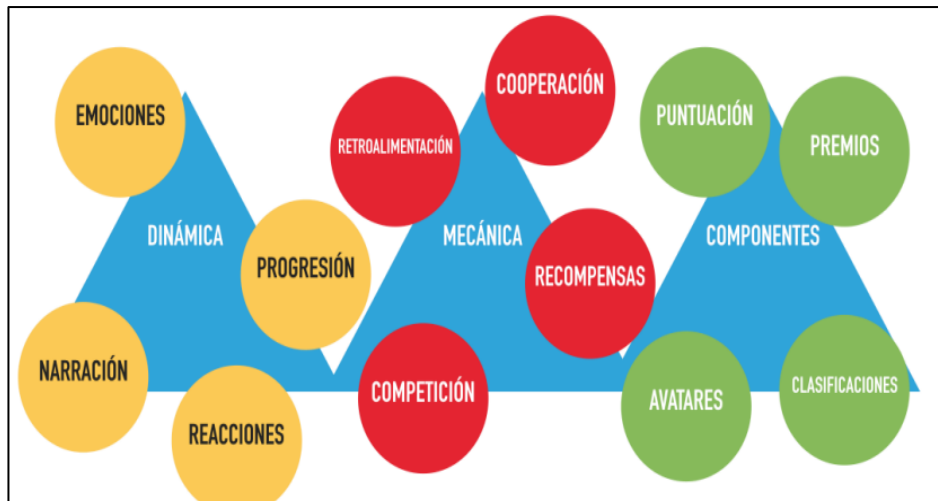 EMOCIONES
DINÁMICA
PROGRESIÓN
NARRACIÓN
REACCIONES
COOPERACIÓN
RETROALIMENTACIÓN
MECÁNICA
RECOMPENSAS
COMPETICIÓN
PUNTUACIÓN
PREMIOS
COMPONENTES
AVATARES
CLASIFICACIONES